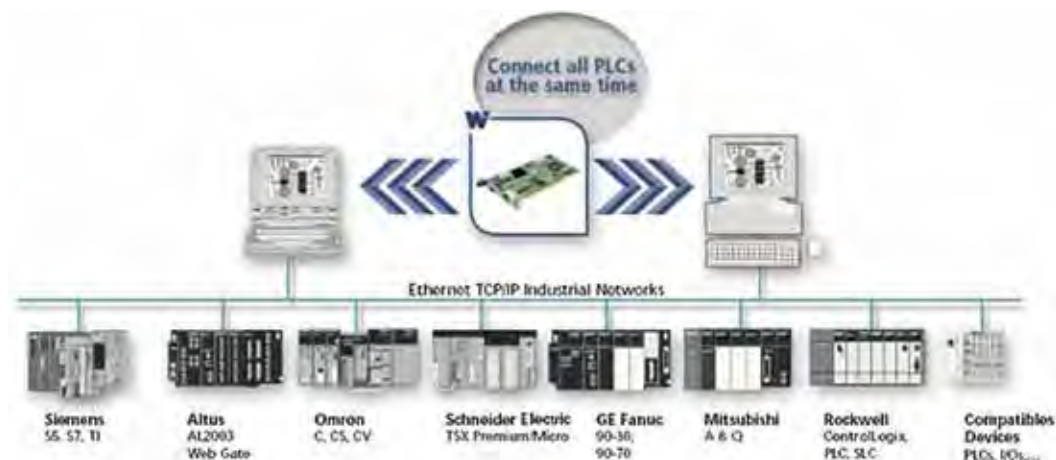 Connect all PLCs
at the same time
W
Ethernet TCP/IP Industrial Networks
Siemens
S5, S7, TI
Altus
AL2003
Web Gate
Omron
C, CS, CV
Schneider Electric
TSX Premium/Micro
GE Fanuc
90-30,
90-70
Mitsubishi
A & Q
Rockwell
ControlLogix,
PLC, SLC
Compatibles
Devices
PLCs, I/Os,...